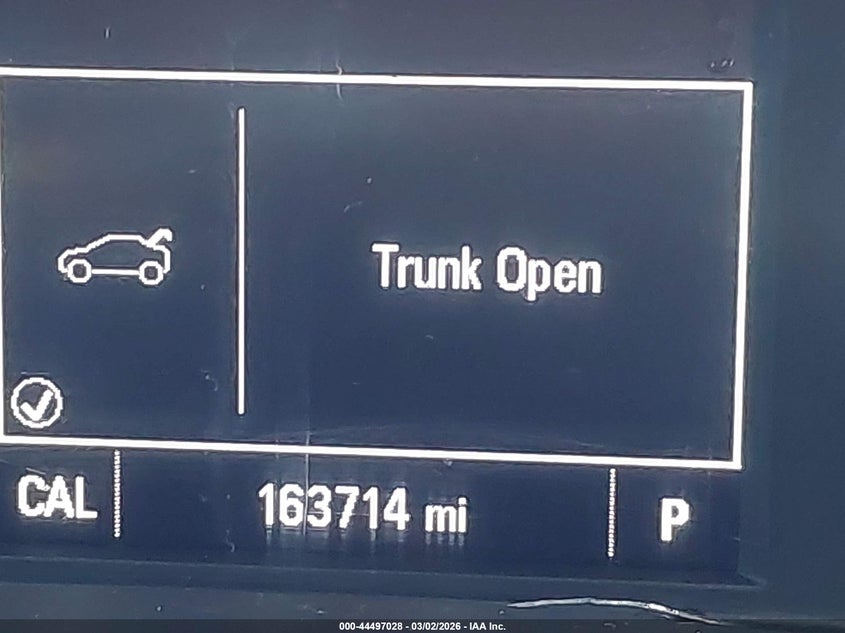 Trunk Open
CAL 163714 mi P
000-44497028 - 03/02/2026 - IAA Inc.